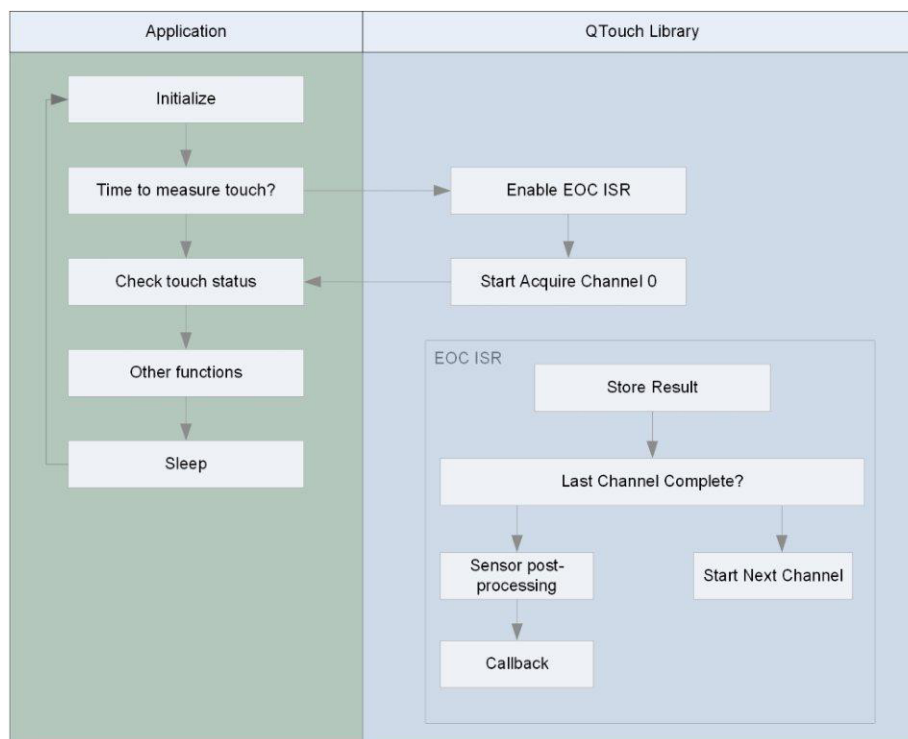 Application
QTouch Library
Initialize
Time to measure touch?
Enable EOC ISR
Check touch status
Start Acquire Channel 0
Other functions
EOC ISR
Store Result
Sleep
Last Channel Complete?
Sensor post-
processing
Start Next Channel
Callback